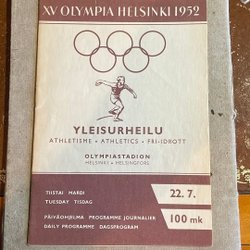 XV OLYMPIA HELSINKI 1952
YLEISURHEILU
ATHLETISME • ATHLETICS • FRI-IDROTT
OLYMPIASTADION
HELSINKI • HELSINGFORS
TIISTAI MARDI
TUESDAY TISDAG
22.7.
PÄIVÄOHJELMA PROGRAMME JOURNALIER
DAILY PROGRAMME DAGSPROGRAM
100 mk